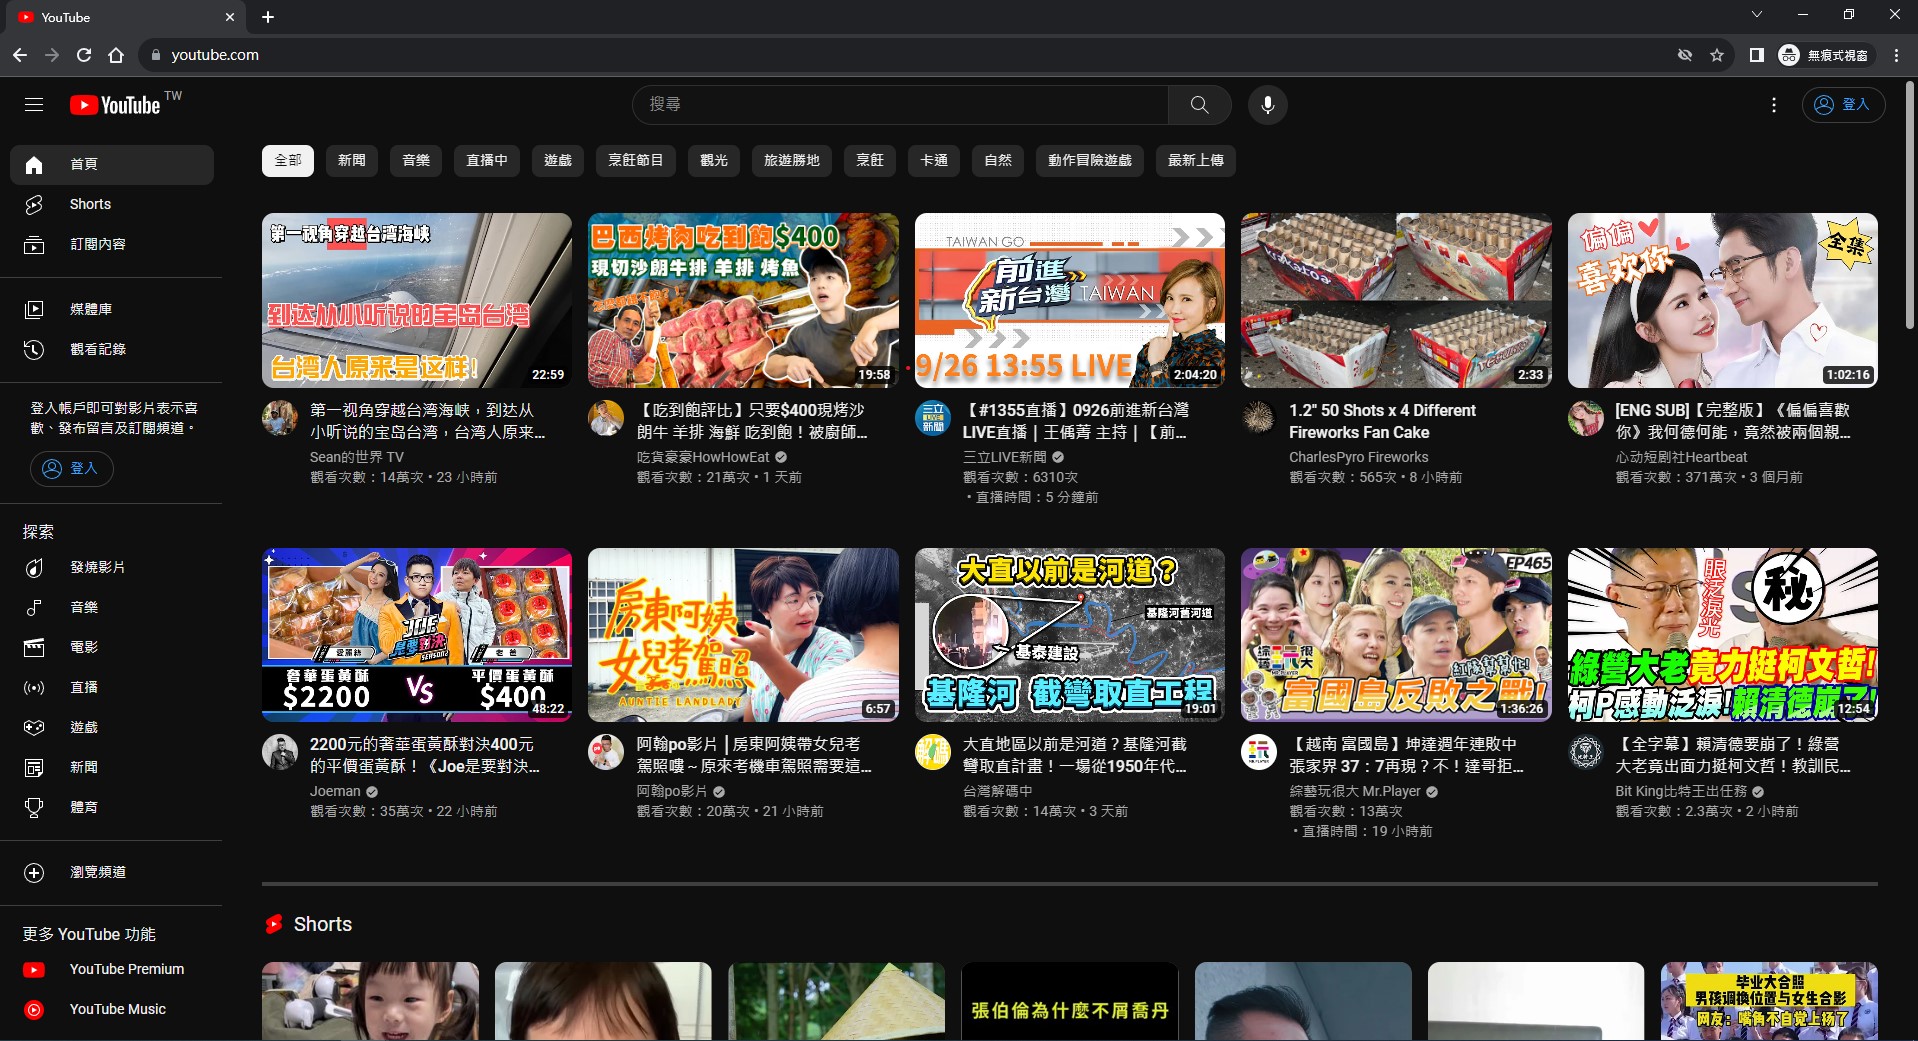 YouTube
youtube.com
無痕式視窗
YouTube TW
搜尋
登入
首頁
Shorts
訂閱內容
媒體庫
觀看記錄
登入帳戶即可對影片表示喜
歡、發布留言及訂閱頻道。
登入
探索
發燒影片
音樂
電影
直播
遊戲
新聞
體育
瀏覽頻道
更多 YouTube 功能
YouTube Premium
YouTube Music
全部
新聞
音樂
直播中
遊戲
烹飪節目
觀光
旅遊勝地
烹飪
卡通
自然
動作冒險遊戲
最新上傳
第一视角穿越台湾海峡
到达从小听说的宝岛台湾
台湾人原来是这样!
22:59
第一视角穿越台湾海峡，到达从
小听说的宝岛台湾，台湾人原来...
Sean的世界 TV
觀看次數：14萬次 • 23 小時前
巴西烤肉吃到飽$400
現切沙朗牛排 羊排 烤魚
19:58
【吃到飽評比】只要$400現烤沙
朗牛 羊排 海鮮 吃到飽！被廚師...
吃貨豪豪HowHowEat
觀看次數：21萬次 • 1 天前
TAIWAN GO
前進
新台灣 TAIWAN
9/26 13:55 LIVE
2:04:20
三立
LIVE
新聞
【#1355直播】0926前進新台灣
LIVE直播｜王偊菁 主持｜【前...
三立LIVE新聞
觀看次數：6310次
• 直播時間：5 分鐘前
krakatoa
2:33
1.2" 50 Shots x 4 Different
Fireworks Fan Cake
CharlesPyro Fireworks
觀看次數：565次 • 8 小時前
偏偏
喜欢你
全集
1:02:16
[ENG SUB]【完整版】《偏偏喜歡
你》我何德何能，竟然被兩個親...
心动短剧社Heartbeat
觀看次數：371萬次 • 3 個月前
JOE
是要對決
SEASON2
愛麗絲
老爸
奢華蛋黃酥
$2200
VS
平價蛋黃酥
$400
48:22
2200元的奢華蛋黃酥對決400元
的平價蛋黃酥！《Joe是要對決...
Joeman
觀看次數：35萬次 • 22 小時前
房東阿姨
女兒考駕照
AUNTIE LANDLADY
6:57
阿翰po影片 | 房東阿姨帶女兒考
駕照嘍～原來考機車駕照需要這...
阿翰po影片
觀看次數：20萬次 • 21 小時前
大直以前是河道？
基隆河舊河道
基泰建設
基隆河 截彎取直工程
19:01
解碼
大直地區以前是河道？基隆河截
彎取直計畫！一場從1950年代...
台灣解碼中
觀看次數：14萬次 • 3 天前
EP465
綜藝玩很大
MR.PLAYER
紅隊幫幫忙!
富國島反敗之戰!
1:36:26
玩
【越南 富國島】坤達週年連敗中
張家界 37：7再現？不！達哥拒...
綜藝玩很大 Mr.Player
觀看次數：13萬次
• 直播時間：19 小時前
眼泛淚光
秘
綠營大老竟力挺柯文哲!
柯P感動泛淚!賴清德崩了!
12:54
【全字幕】賴清德要崩了！綠營
大老竟出面力挺柯文哲！教訓民...
Bit King比特王出任務
觀看次數：2.3萬次 • 2 小時前
Shorts
張伯倫為什麼不屑喬丹
毕业大合照
男孩调换位置与女生合影
网友：嘴角不自觉上扬了